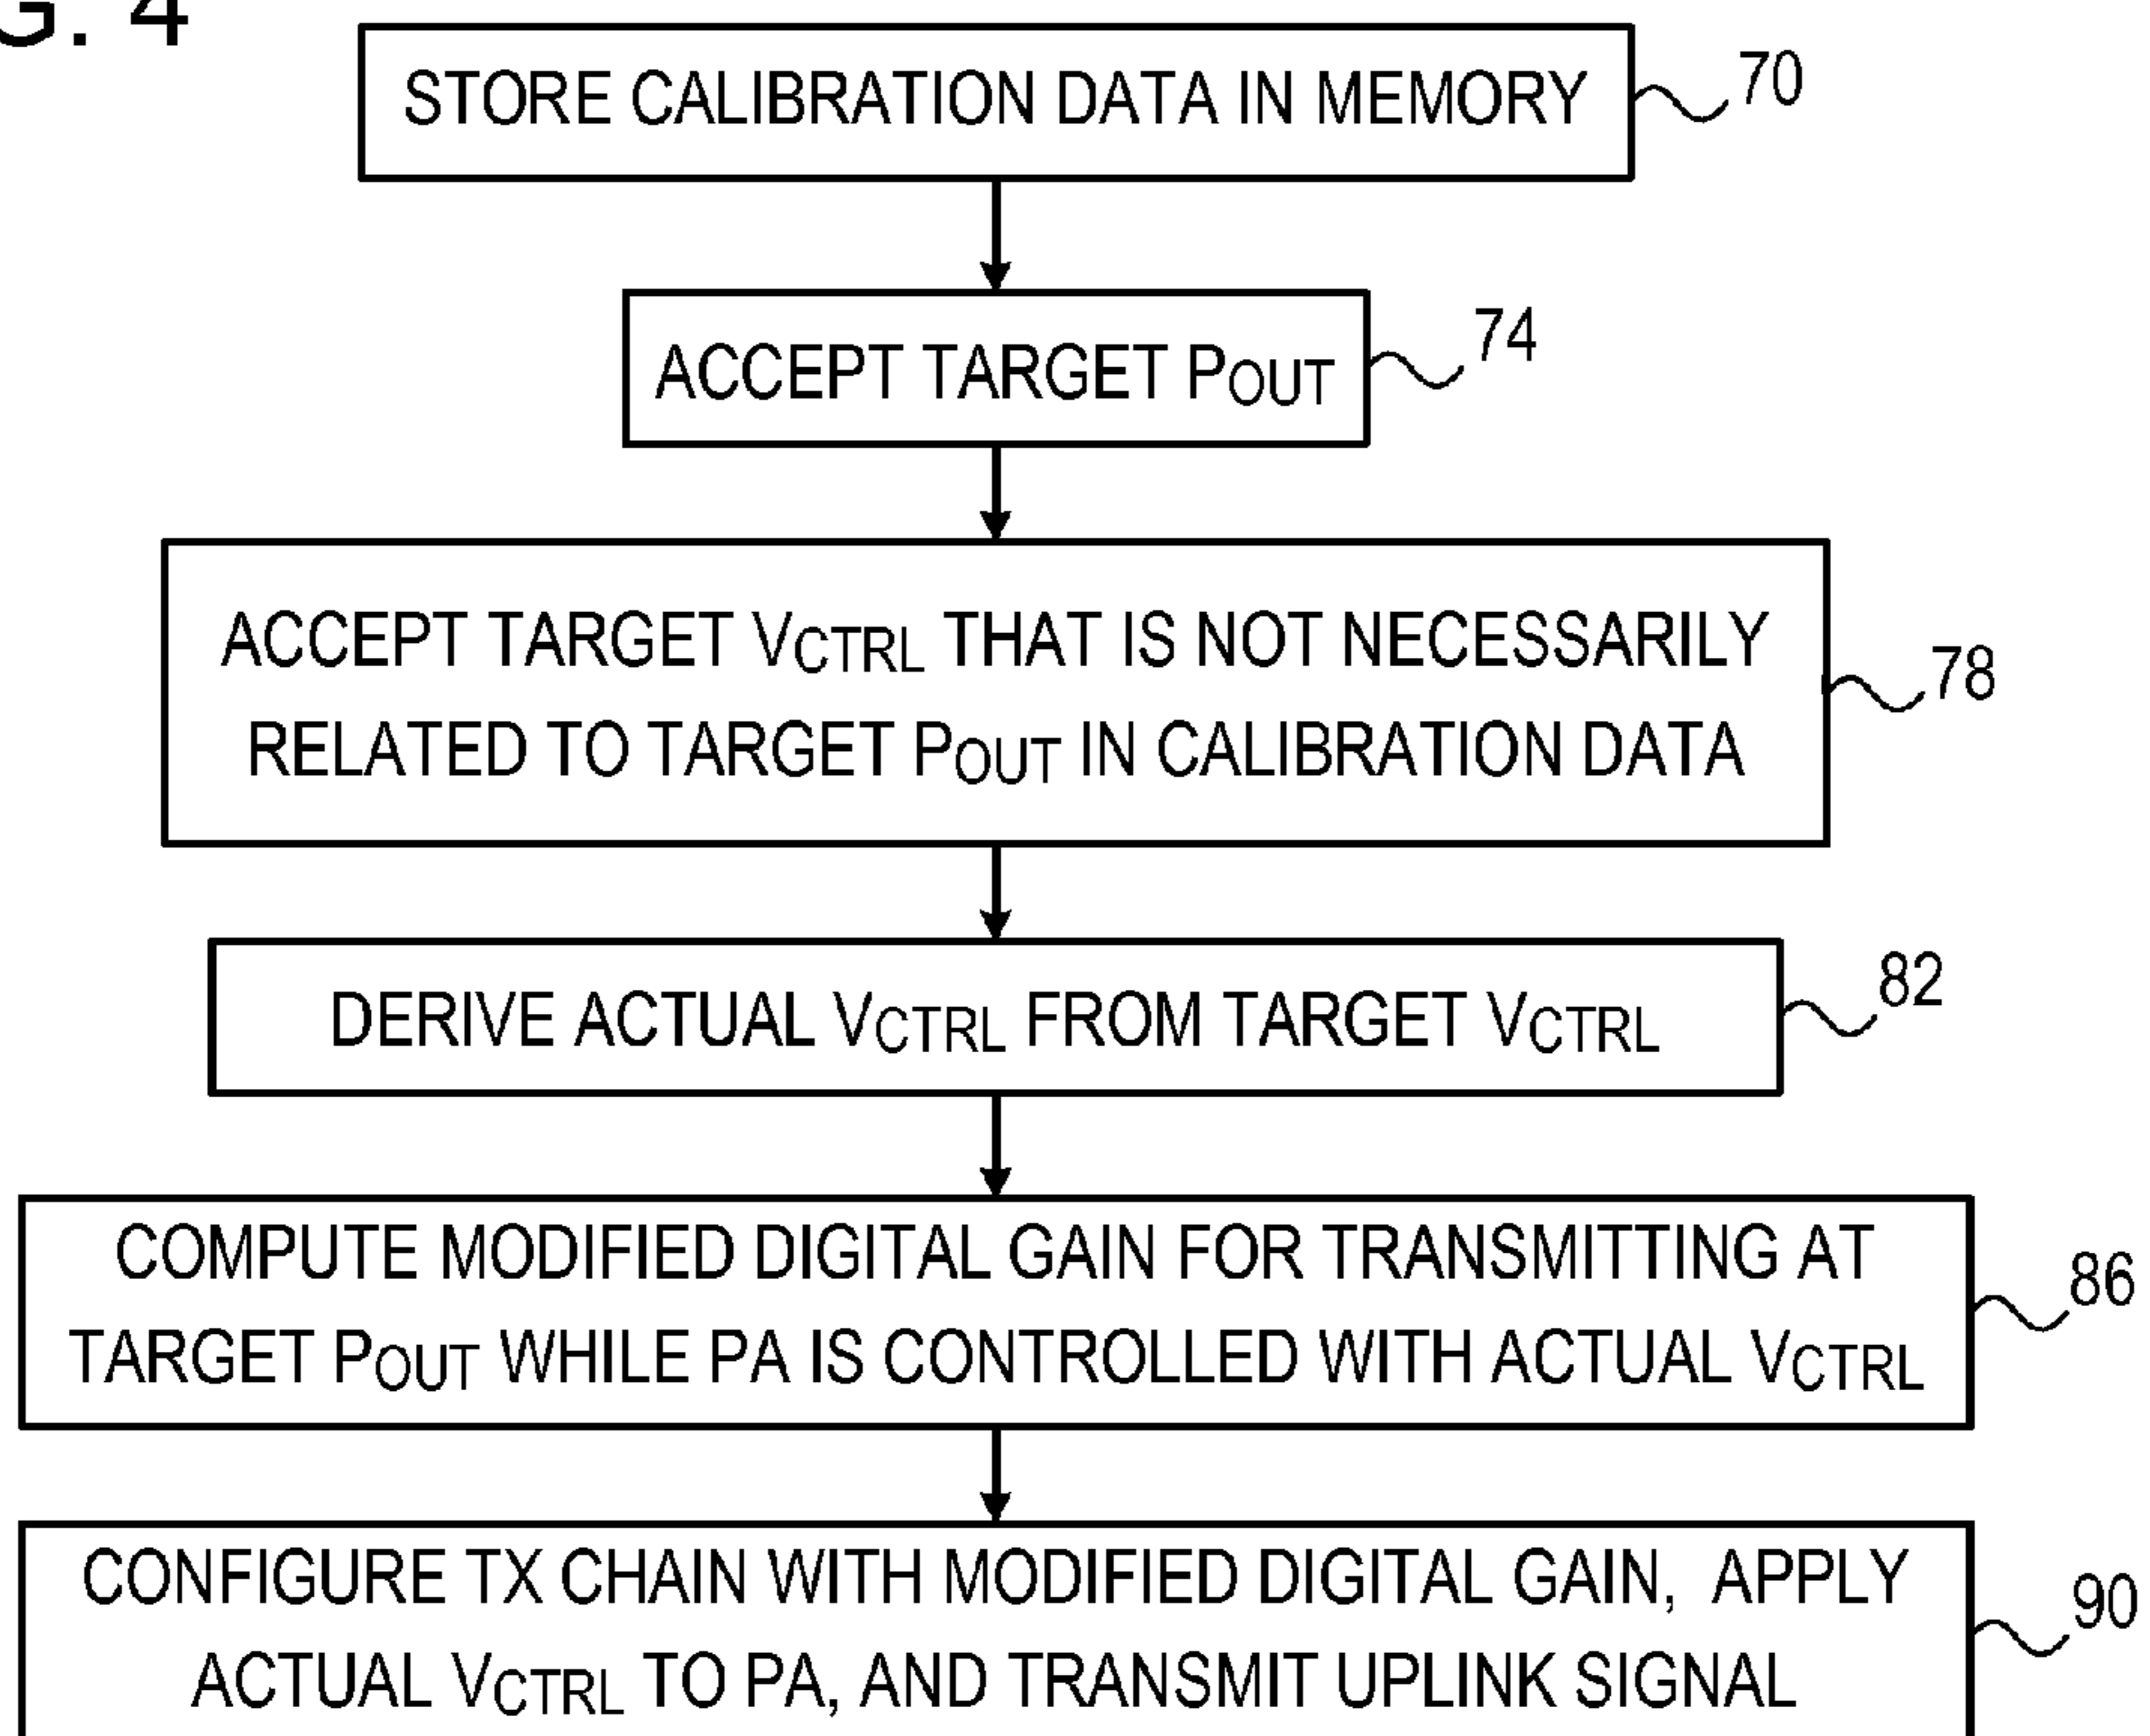 G. 4
STORE CALIBRATION DATA IN MEMORY
70
ACCEPT TARGET POUT
74
ACCEPT TARGET VCTRL THAT IS NOT NECESSARILY
RELATED TO TARGET POUT IN CALIBRATION DATA
78
DERIVE ACTUAL VCTRL FROM TARGET VCTRL
82
COMPUTE MODIFIED DIGITAL GAIN FOR TRANSMITTING AT
TARGET POUT WHILE PA IS CONTROLLED WITH ACTUAL VCTRL
86
CONFIGURE TX CHAIN WITH MODIFIED DIGITAL GAIN, APPLY
ACTUAL VCTRL TO PA, AND TRANSMIT UPLINK SIGNAL
90